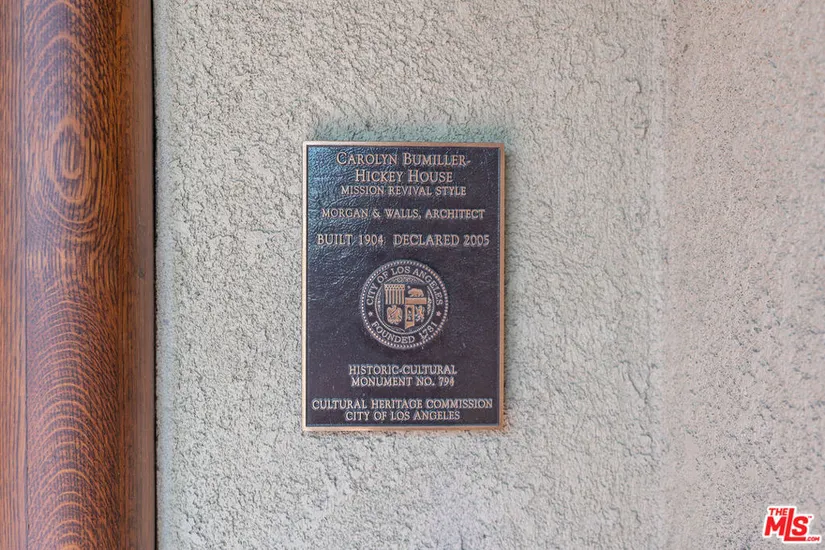 CAROLYN BUMILLER-
HICKEY HOUSE
MISSION REVIVAL STYLE
MORGAN & WALLS, ARCHITECT
BUILT 1904 DECLARED 2005
CITY OF LOS ANGELES
FOUNDED 1781
HISTORIC-CULTURAL
MONUMENT NO. 794
CULTURAL HERITAGE COMMISSION
CITY OF LOS ANGELES
THE
MLS
.COM